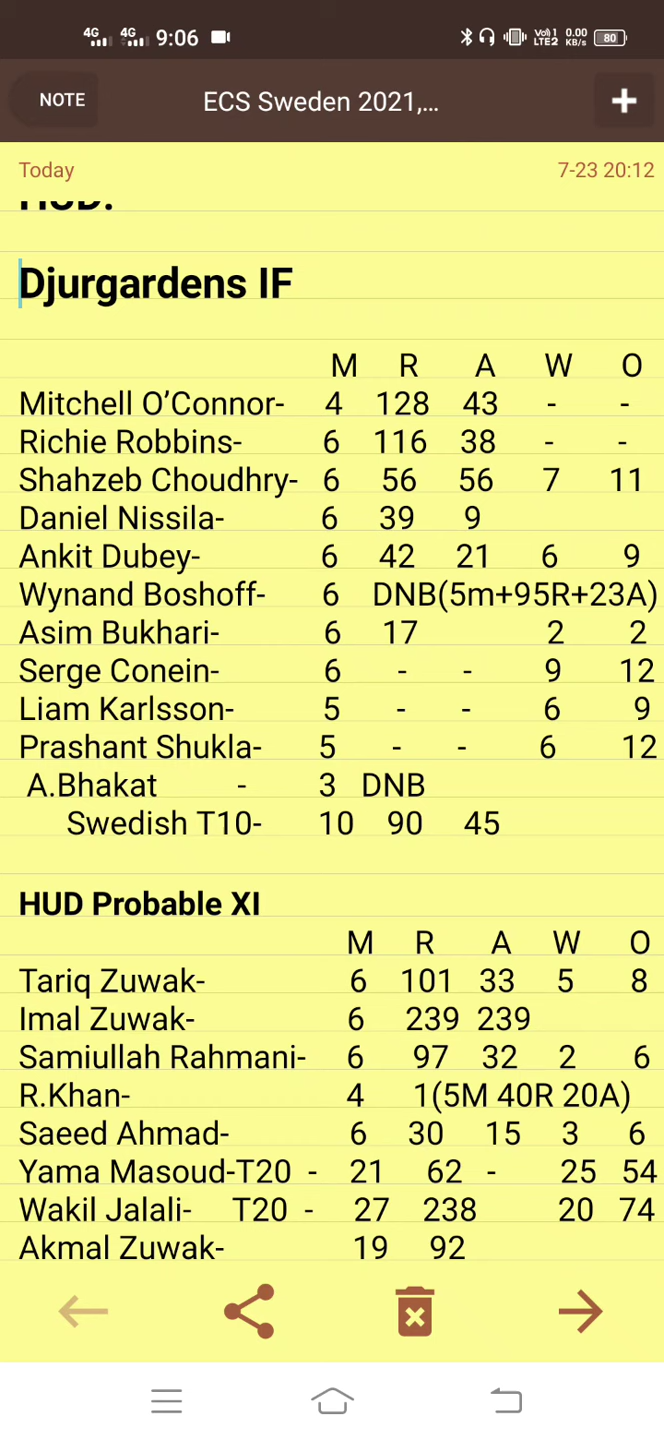 4G 4G 9:06 Vo)) 1 LTE2 0.00 KB/s 80
NOTE ECS Sweden 2021,...
Today 7-23 20:12
HUD:
Djurgardens IF
M R A W O
Mitchell O’Connor- 4 128 43 - -
Richie Robbins- 6 116 38 - -
Shahzeb Choudhry- 6 56 56 7 11
Daniel Nissila- 6 39 9
Ankit Dubey- 6 42 21 6 9
Wynand Boshoff- 6 DNB(5m+95R+23A)
Asim Bukhari- 6 17 2 2
Serge Conein- 6 - - 9 12
Liam Karlsson- 5 - - 6 9
Prashant Shukla- 5 - - 6 12
A.Bhakat - 3 DNB
Swedish T10- 10 90 45
HUD Probable XI
M R A W O
Tariq Zuwak- 6 101 33 5 8
Imal Zuwak- 6 239 239
Samiullah Rahmani- 6 97 32 2 6
R.Khan- 4 1(5M 40R 20A)
Saeed Ahmad- 6 30 15 3 6
Yama Masoud-T20 - 21 62 - 25 54
Wakil Jalali- T20 - 27 238 20 74
Akmal Zuwak- 19 92